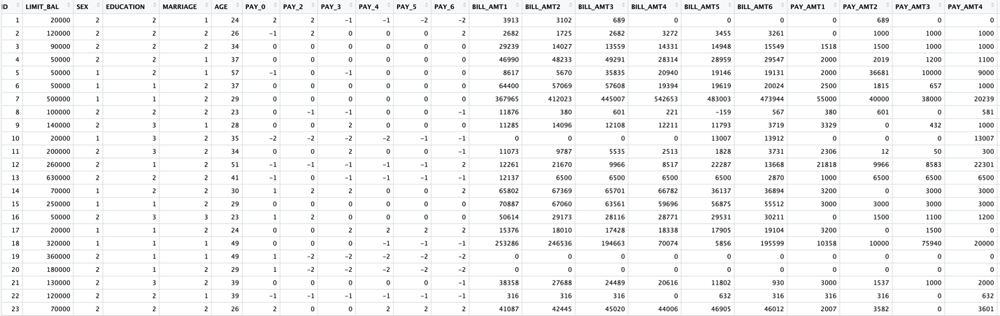 ID LIMIT_BAL SEX EDUCATION MARRIAGE AGE PAY_0 PAY_2 PAY_3 PAY_4 PAY_5 PAY_6 BILL_AMT1 BILL_AMT2 BILL_AMT3 BILL_AMT4 BILL_AMT5 BILL_AMT6 PAY_AMT1 PAY_AMT2 PAY_AMT3 PAY_AMT4
1 20000 2 2 1 24 2 2 -1 -1 -2 -2 3913 3102 689 0 0 0 0 689 0 0
2 120000 2 2 2 26 -1 2 0 0 0 2 2682 1725 2682 3272 3455 3261 0 1000 1000 1000
3 90000 2 2 2 34 0 0 0 0 0 0 29239 14027 13559 14331 14948 15549 1518 1500 1000 1000
4 50000 2 2 1 37 0 0 0 0 0 0 46990 48233 49291 28314 28959 29547 2000 2019 1200 1100
5 50000 1 2 1 57 -1 0 -1 0 0 0 8617 5670 35835 20940 19146 19131 2000 36681 10000 9000
6 50000 1 1 2 37 0 0 0 0 0 0 64400 57069 57608 19394 19619 20024 2500 1815 657 1000
7 500000 1 1 2 29 0 0 0 0 0 0 367965 412023 445007 542653 483003 473944 55000 40000 38000 20239
8 100000 2 2 2 23 0 -1 -1 0 0 -1 11876 380 601 221 -159 567 380 601 0 581
9 140000 2 3 1 28 0 0 2 0 0 0 11285 14096 12108 12211 11793 3719 3329 0 432 1000
10 20000 1 3 2 35 -2 -2 -2 -2 -1 -1 0 0 0 0 13007 13912 0 0 0 13007
11 200000 2 3 2 34 0 0 2 0 0 -1 11073 9787 5535 2513 1828 3731 2306 12 50 300
12 260000 2 1 2 51 -1 -1 -1 -1 -1 2 12261 21670 9966 8517 22287 13668 21818 9966 8583 22301
13 630000 2 2 2 41 -1 0 -1 -1 -1 -1 12137 6500 6500 6500 6500 2870 1000 6500 6500 6500
14 70000 1 2 2 30 1 2 2 0 0 2 65802 67369 65701 66782 36137 36894 3200 0 3000 3000
15 250000 1 1 2 29 0 0 0 0 0 0 70887 67060 63561 59696 56875 55512 3000 3000 3000 3000
16 50000 2 3 3 23 1 2 0 0 0 0 50614 29173 28116 28771 29531 30211 0 1500 1100 1200
17 20000 1 1 2 24 0 0 2 2 2 2 15376 18010 17428 18338 17905 19104 3200 0 1500 0
18 320000 1 1 1 49 0 0 0 -1 -1 -1 253286 246536 194663 70074 5856 195599 10358 10000 75940 20000
19 360000 2 1 1 49 1 -2 -2 -2 -2 -2 0 0 0 0 0 0 0 0 0 0
20 180000 2 1 2 29 1 -2 -2 -2 -2 -2 0 0 0 0 0 0 0 0 0 0
21 130000 2 3 2 39 0 0 0 0 0 -1 38358 27688 24489 20616 11802 930 3000 1537 1000 2000
22 120000 2 2 1 39 -1 -1 -1 -1 -1 -1 316 316 316 0 632 316 316 316 0 632
23 70000 2 2 2 26 2 0 0 2 2 2 41087 42445 45020 44006 46905 46012 2007 3582 0 3601